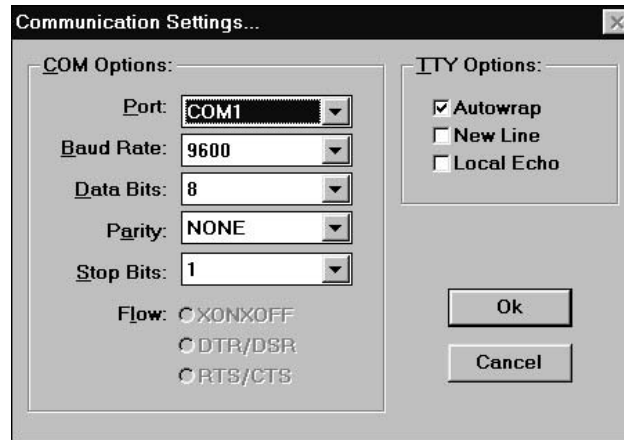 Communication Settings...
COM Options:
Port: COM1
Baud Rate: 9600
Data Bits: 8
Parity: NONE
Stop Bits: 1
Flow: XONXOFF
DTR/DSR
RTS/CTS
TTY Options:
Autowrap
New Line
Local Echo
Ok
Cancel